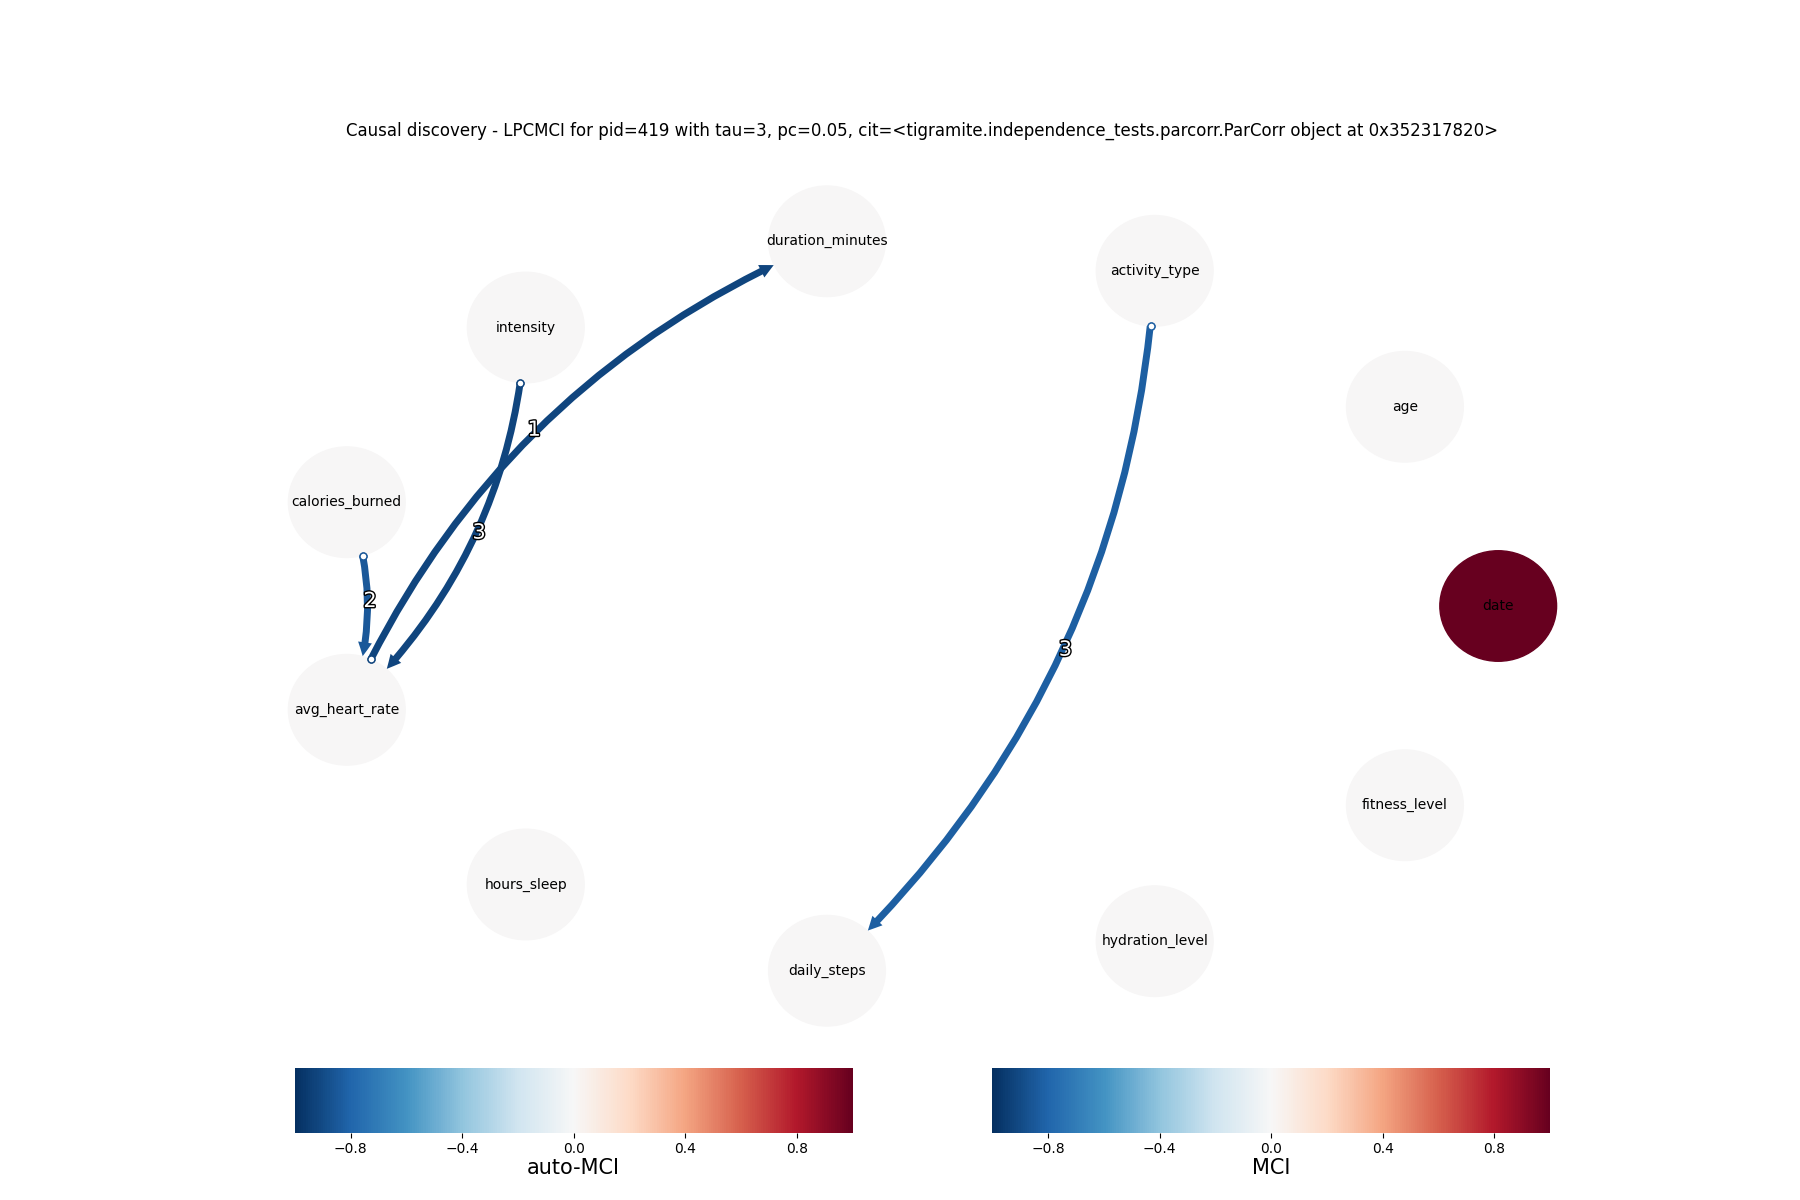 Causal discovery - LPCMCI for pid=419 with tau=3, pc=0.05, cit=<tigramite.independence_tests.parcorr.ParCorr object at 0x352317820>
duration_minutes
activity_type
intensity
age
1
calories_burned
3
2
date
3
avg_heart_rate
fitness_level
hours_sleep
hydration_level
daily_steps
−0.8 −0.4 0.0 0.4 0.8
auto-MCI
−0.8 −0.4 0.0 0.4 0.8
MCI